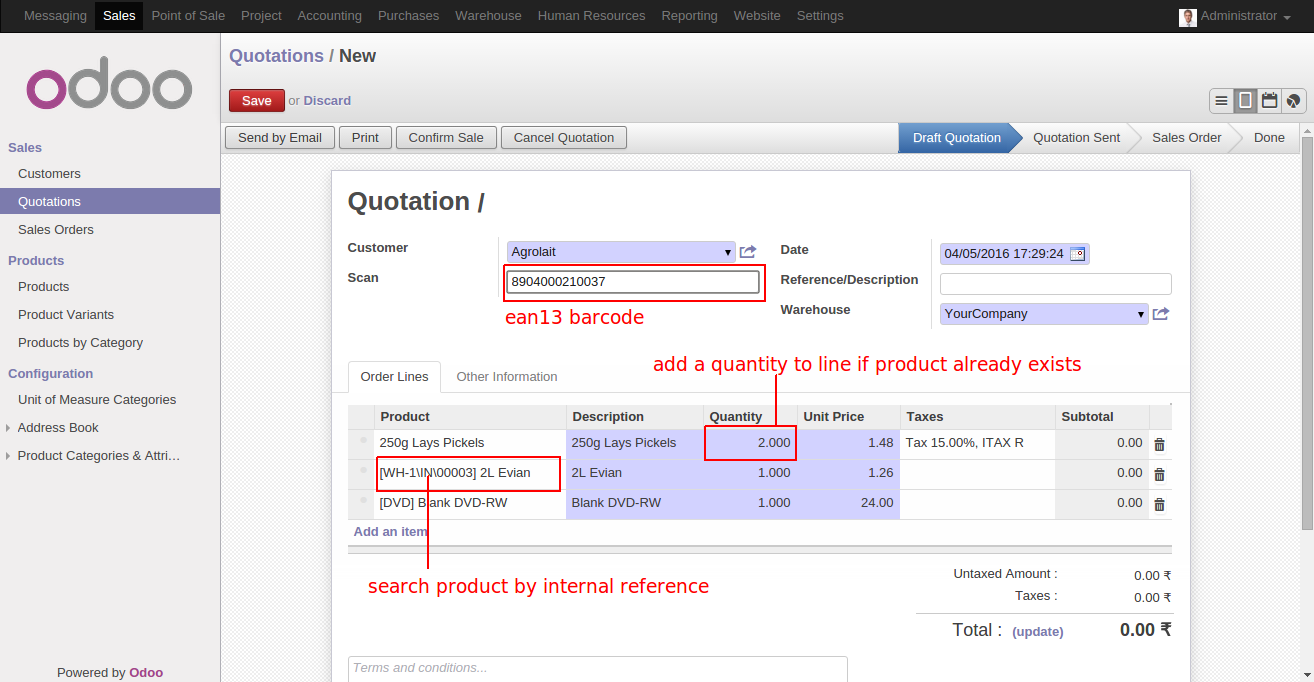 Messaging Sales Point of Sale Project Accounting Purchases Warehouse Human Resources Reporting Website Settings Administrator
odoo
Quotations / New
Save or Discard
Send by Email Print Confirm Sale Cancel Quotation Draft Quotation Quotation Sent Sales Order Done
Sales
Customers
Quotations
Sales Orders
Products
Products
Product Variants
Products by Category
Configuration
Unit of Measure Categories
Address Book
Product Categories & Attri...
Powered by Odoo
Quotation /
Customer Agrolait
Scan 8904000210037
ean13 barcode
Date 04/05/2016 17:29:24
Reference/Description
Warehouse YourCompany
add a quantity to line if product already exists
Order Lines Other Information
Product Description Quantity Unit Price Taxes Subtotal
250g Lays Pickels 250g Lays Pickels 2.000 1.48 Tax 15.00%, ITAX R 0.00
[WH-1\IN\00003] 2L Evian 2L Evian 1.000 1.26 0.00
[DVD] Blank DVD-RW Blank DVD-RW 1.000 24.00 0.00
Add an item
search product by internal reference
Untaxed Amount : 0.00 ₹
Taxes : 0.00 ₹
Total : (update) 0.00 ₹
Terms and conditions...